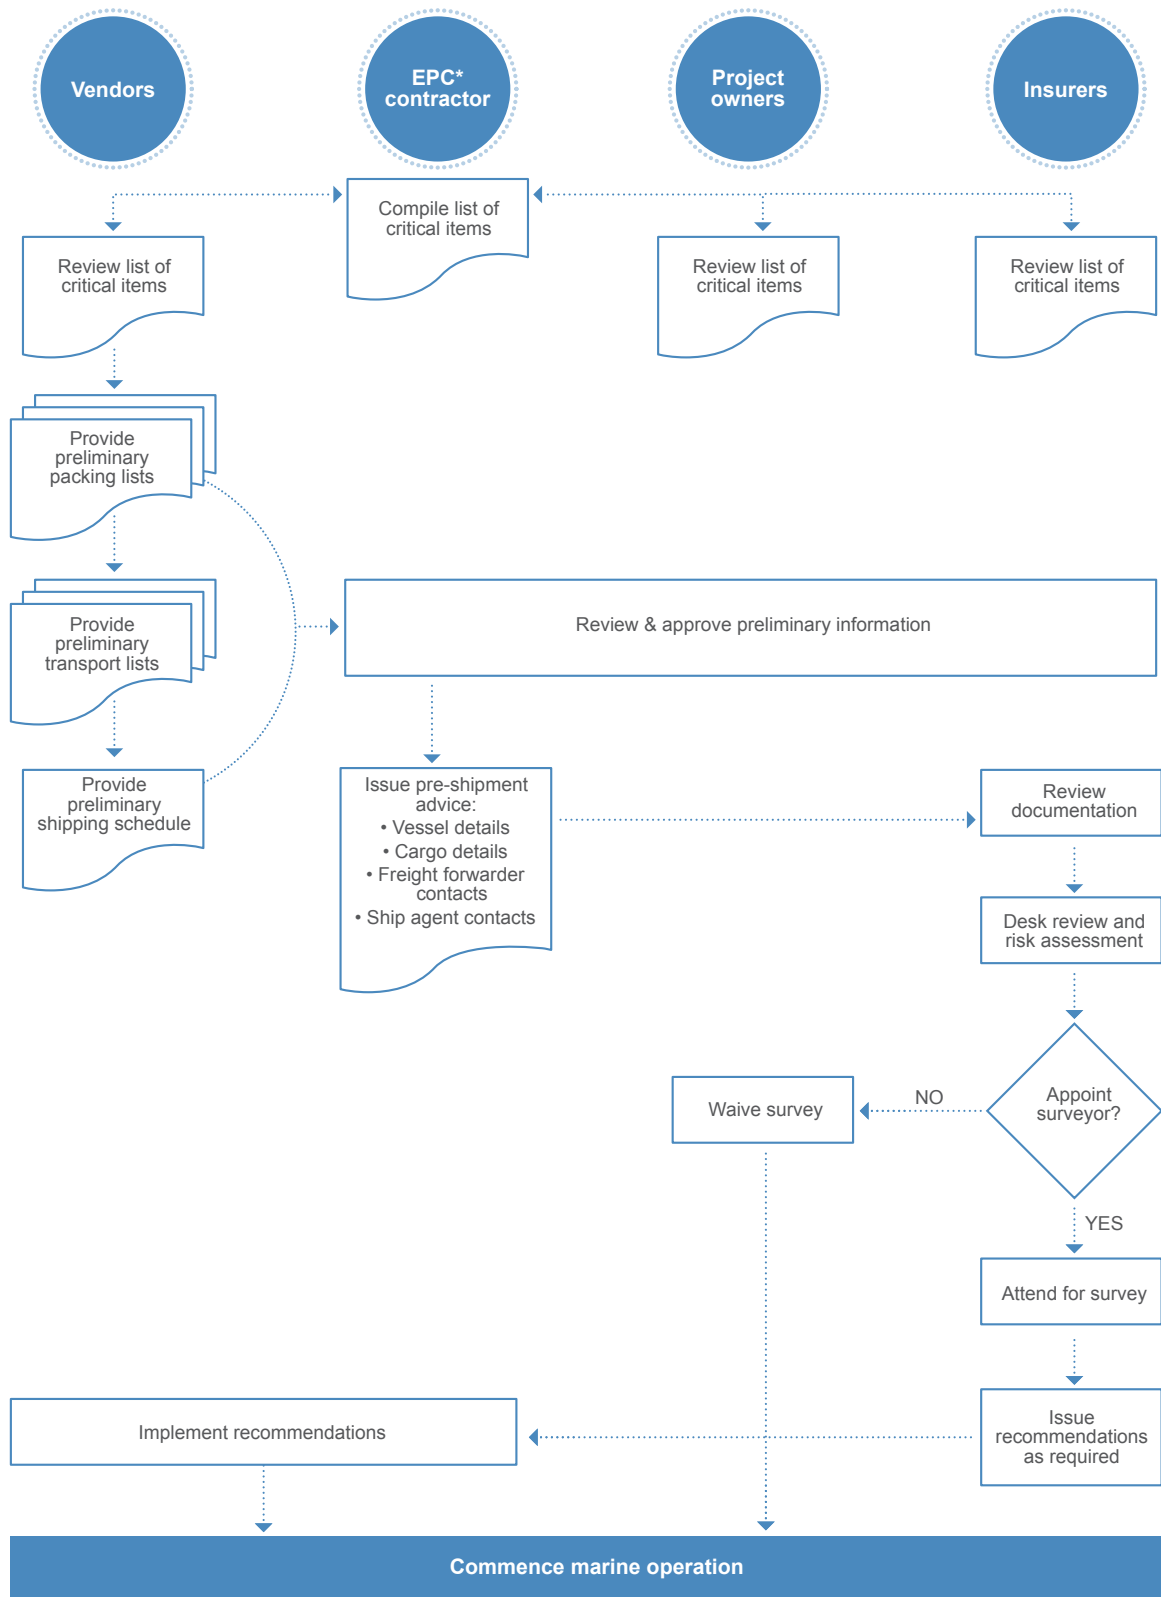 Vendors
EPC*
contractor
Project
owners
Insurers
Compile list of
critical items
Review list of
critical items
Review list of
critical items
Review list of
critical items
Provide
preliminary
packing lists
Provide
preliminary
transport lists
Review & approve preliminary information
Provide
preliminary
shipping schedule
Issue pre-shipment
advice:
• Vessel details
• Cargo details
• Freight forwarder
contacts
• Ship agent contacts
Review
documentation
Desk review and
risk assessment
Appoint
surveyor?
NO
Waive survey
YES
Attend for survey
Issue
recommendations
as required
Implement recommendations
Commence marine operation